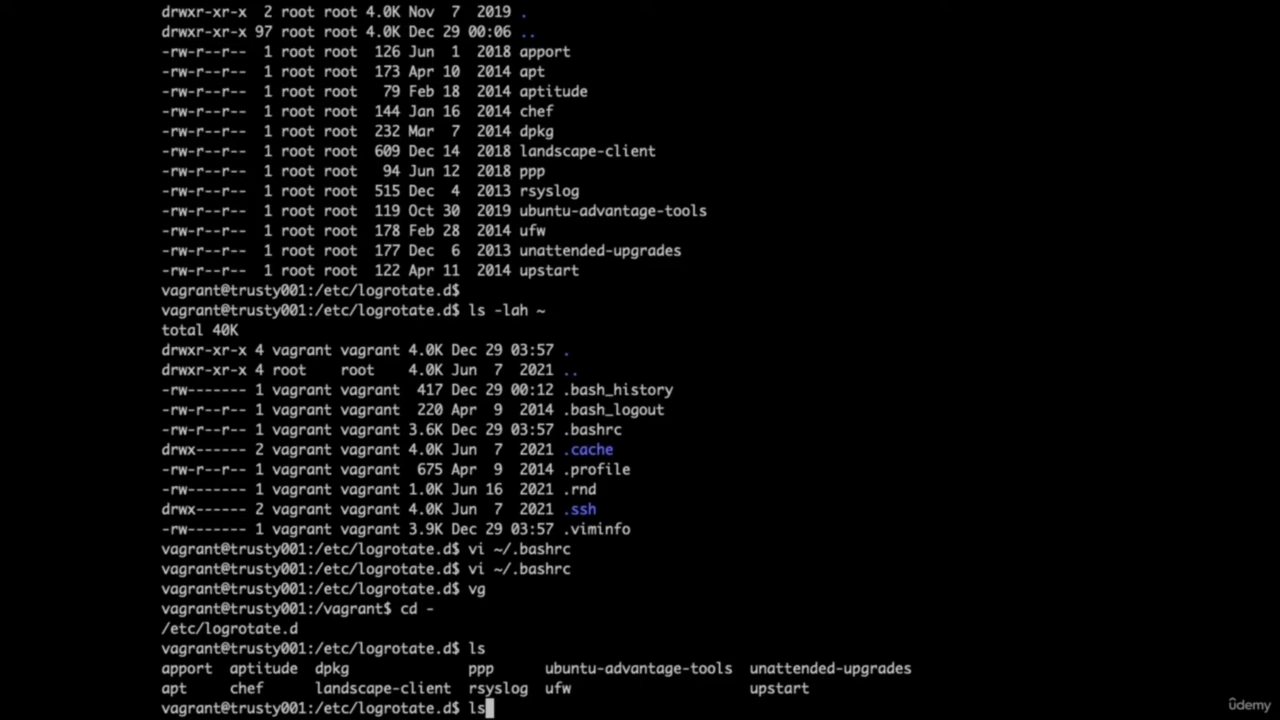 drwxr-xr-x  2 root root 4.0K Nov  7  2019 .
drwxr-xr-x 97 root root 4.0K Dec 29 00:06 ..
-rw-r--r--  1 root root  126 Jun  1  2018 apport
-rw-r--r--  1 root root  173 Apr 10  2014 apt
-rw-r--r--  1 root root   79 Feb 18  2014 aptitude
-rw-r--r--  1 root root  144 Jan 16  2014 chef
-rw-r--r--  1 root root  232 Mar  7  2014 dpkg
-rw-r--r--  1 root root  609 Dec 14  2018 landscape-client
-rw-r--r--  1 root root   94 Jun 12  2018 ppp
-rw-r--r--  1 root root  515 Dec  4  2013 rsyslog
-rw-r--r--  1 root root  119 Oct 30  2019 ubuntu-advantage-tools
-rw-r--r--  1 root root  178 Feb 28  2014 ufw
-rw-r--r--  1 root root  177 Dec  6  2013 unattended-upgrades
-rw-r--r--  1 root root  122 Apr 11  2014 upstart
vagrant@trusty001:/etc/logrotate.d$
vagrant@trusty001:/etc/logrotate.d$ ls -lah ~
total 40K
drwxr-xr-x 4 vagrant vagrant 4.0K Dec 29 03:57 .
drwxr-xr-x 4 root    root    4.0K Jun  7  2021 ..
-rw------- 1 vagrant vagrant  417 Dec 29 00:12 .bash_history
-rw-r--r-- 1 vagrant vagrant  220 Apr  9  2014 .bash_logout
-rw-r--r-- 1 vagrant vagrant 3.6K Dec 29 03:57 .bashrc
drwx------ 2 vagrant vagrant 4.0K Jun  7  2021 .cache
-rw-r--r-- 1 vagrant vagrant  675 Apr  9  2014 .profile
-rw------- 1 vagrant vagrant 1.0K Jun 16  2021 .rnd
drwx------ 2 vagrant vagrant 4.0K Jun  7  2021 .ssh
-rw------- 1 vagrant vagrant 3.9K Dec 29 03:57 .viminfo
vagrant@trusty001:/etc/logrotate.d$ vi ~/.bashrc
vagrant@trusty001:/etc/logrotate.d$ vi ~/.bashrc
vagrant@trusty001:/etc/logrotate.d$ vg
vagrant@trusty001:/vagrant$ cd -
/etc/logrotate.d
vagrant@trusty001:/etc/logrotate.d$ ls
apport  aptitude  dpkg              ppp      ubuntu-advantage-tools  unattended-upgrades
apt     chef      landscape-client  rsyslog  ufw                     upstart
vagrant@trusty001:/etc/logrotate.d$ ls
ûdemy